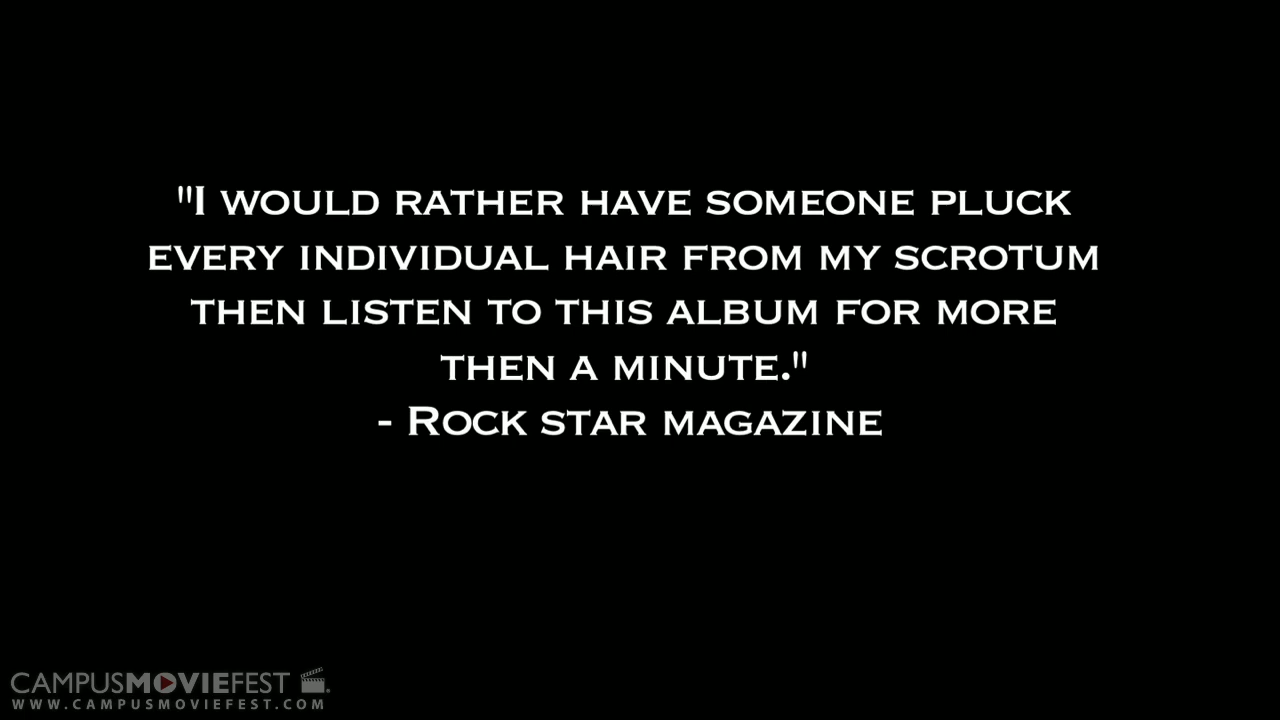 "I WOULD RATHER HAVE SOMEONE PLUCK
EVERY INDIVIDUAL HAIR FROM MY SCROTUM
THEN LISTEN TO THIS ALBUM FOR MORE
THEN A MINUTE."
- ROCK STAR MAGAZINE
CAMPUSMOVIEFEST
WWW.CAMPUSMOVIEFEST.COM